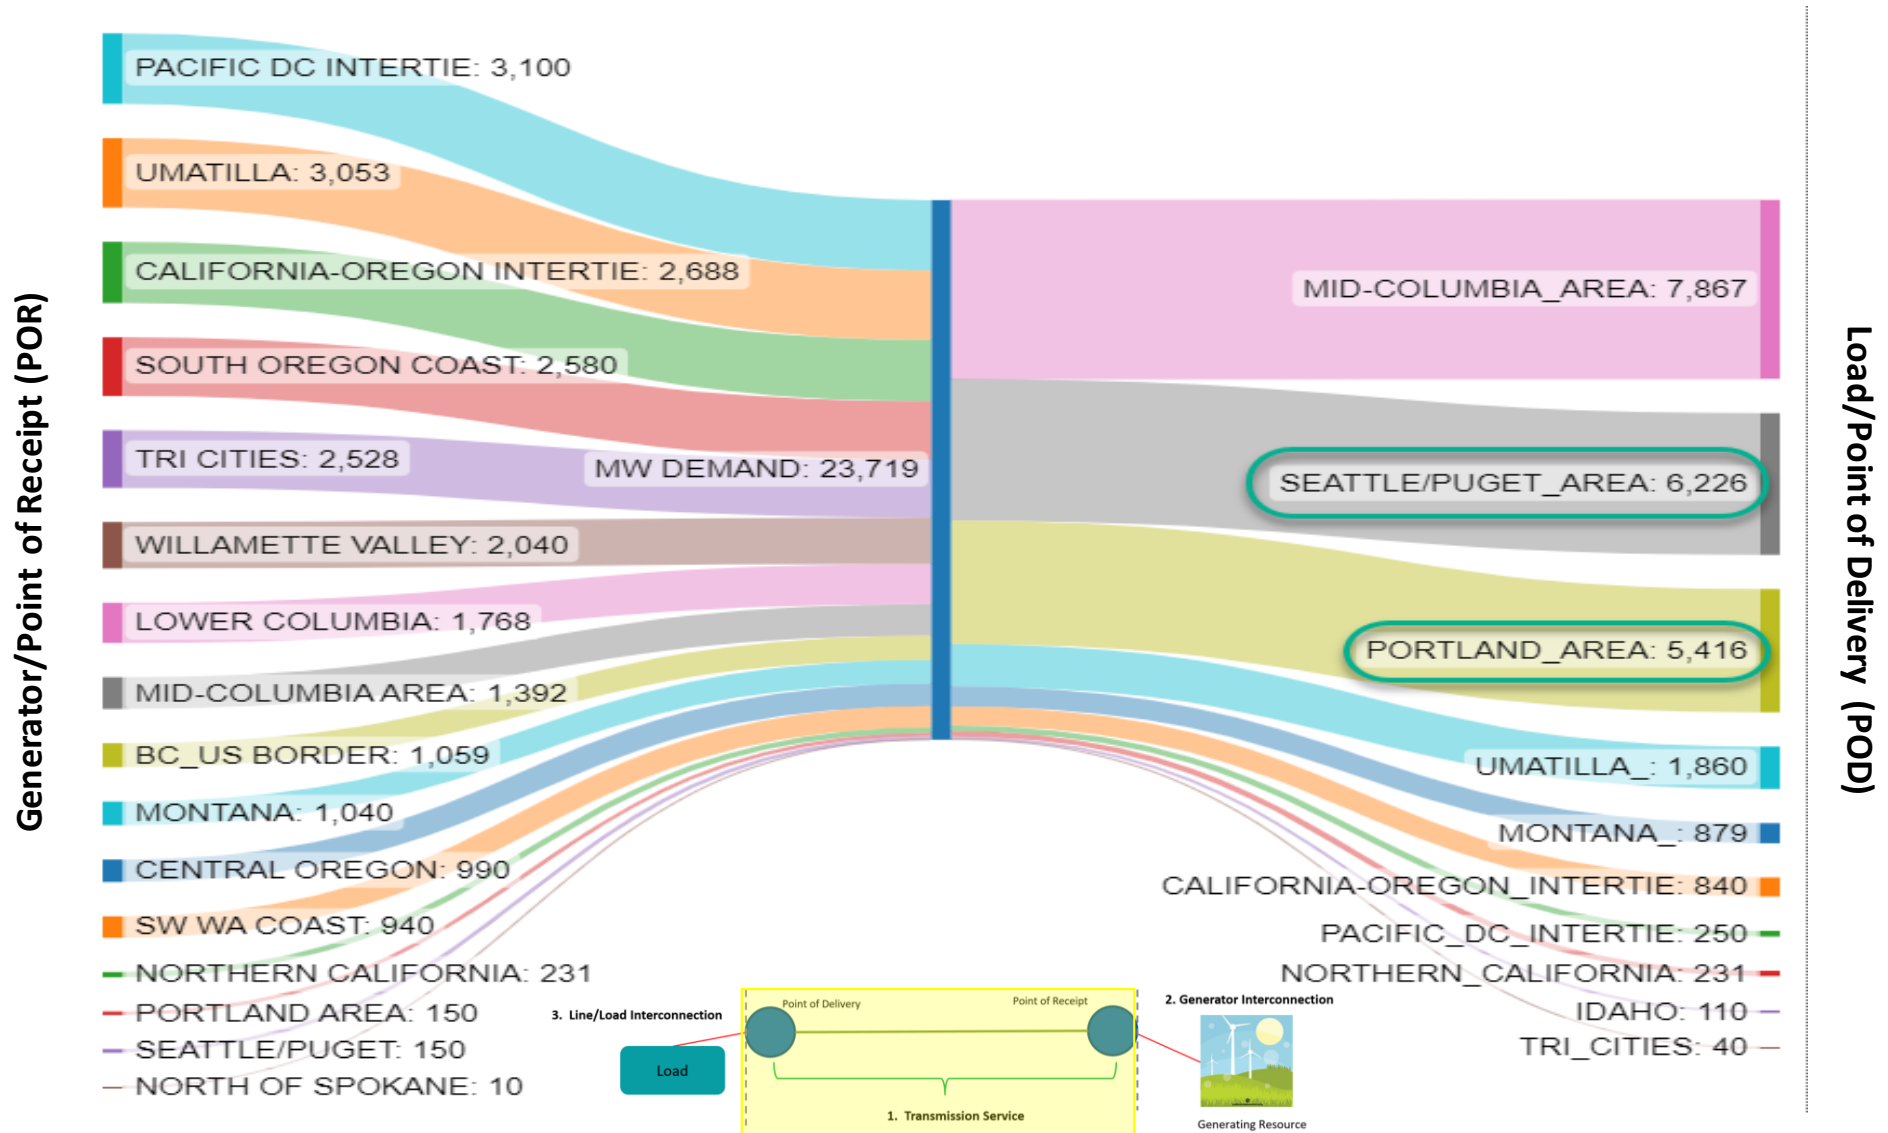 Generator/Point of Receipt (POR)
PACIFIC DC INTERTIE: 3,100
UMATILLA: 3,053
CALIFORNIA-OREGON INTERTIE: 2,688
SOUTH OREGON COAST: 2,580
TRI CITIES: 2,528
WILLAMETTE VALLEY: 2,040
LOWER COLUMBIA: 1,768
MID-COLUMBIA AREA: 1,392
BC_US BORDER: 1,059
MONTANA: 1,040
CENTRAL OREGON: 990
SW WA COAST: 940
NORTHERN CALIFORNIA: 231
PORTLAND AREA: 150
SEATTLE/PUGET: 150
NORTH OF SPOKANE: 10
MW DEMAND: 23,719
MID-COLUMBIA_AREA: 7,867
SEATTLE/PUGET_AREA: 6,226
PORTLAND_AREA: 5,416
UMATILLA_: 1,860
MONTANA_: 879
CALIFORNIA-OREGON_INTERTIE: 840
PACIFIC_DC_INTERTIE: 250
NORTHERN_CALIFORNIA: 231
IDAHO: 110
TRI_CITIES: 40
Load/Point of Delivery (POD)
3. Line/Load Interconnection
Load
Point of Delivery
Point of Receipt
1. Transmission Service
2. Generator Interconnection
Generating Resource